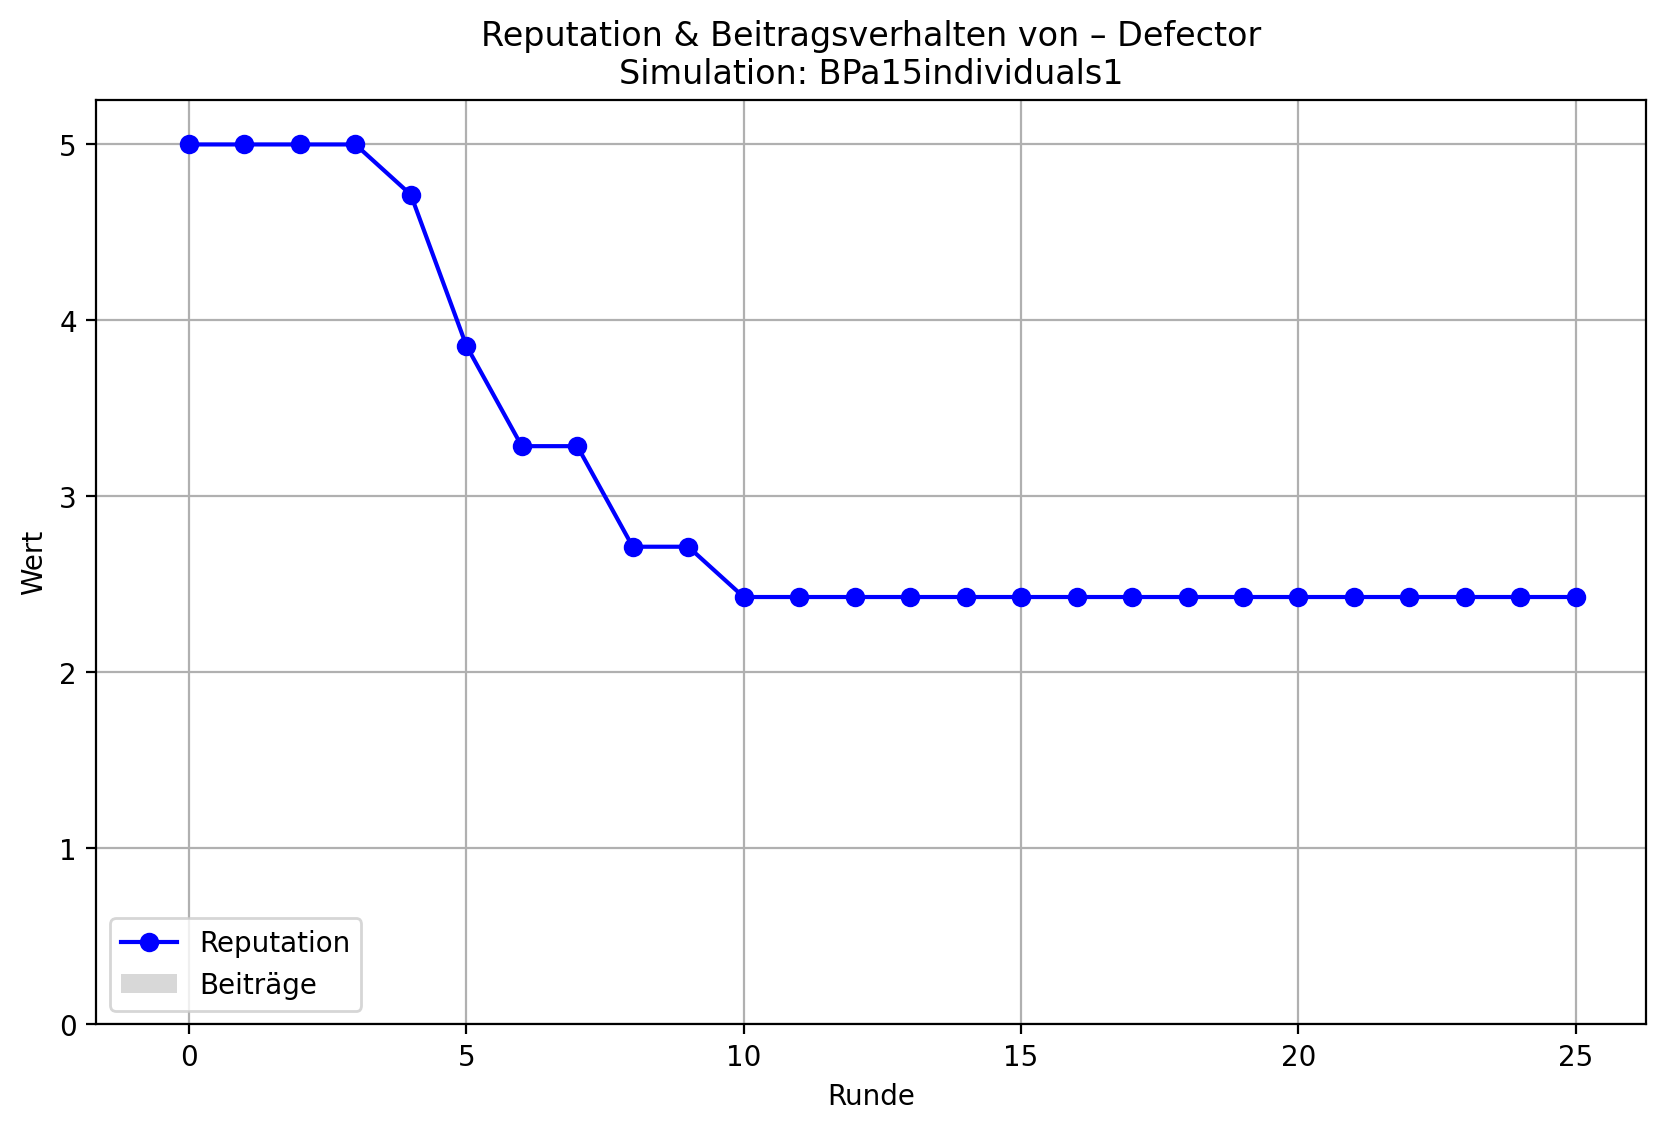 Reputation & Beitragsverhalten von – Defector
Simulation: BPa15individuals1
5
4
3
2
1
0
Wert
Reputation
Beiträge
0 5 10 15 20 25
Runde